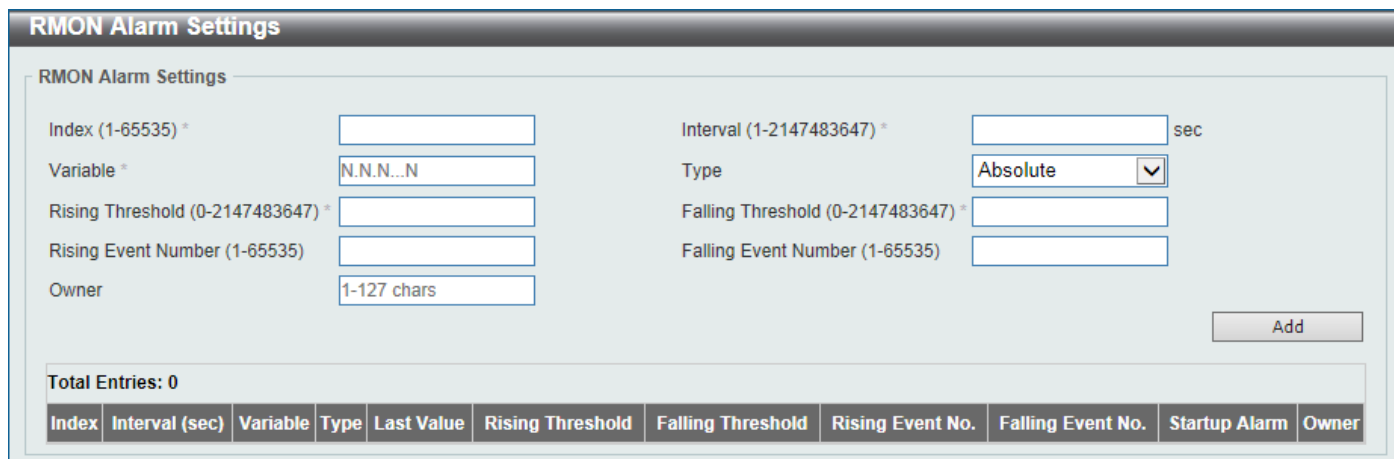 RMON Alarm Settings
RMON Alarm Settings
Index (1-65535) * Interval (1-2147483647) * sec
Variable * N.N.N...N Type Absolute
Rising Threshold (0-2147483647) * Falling Threshold (0-2147483647) *
Rising Event Number (1-65535) Falling Event Number (1-65535)
Owner 1-127 chars
Add
Total Entries: 0
Index Interval (sec) Variable Type Last Value Rising Threshold Falling Threshold Rising Event No. Falling Event No. Startup Alarm Owner